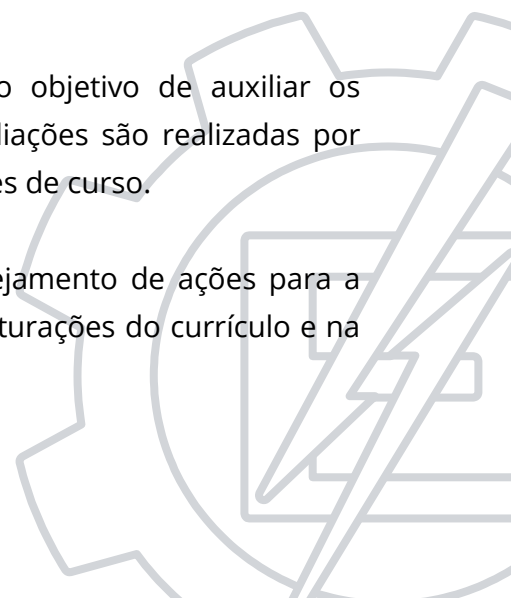 o objetivo de auxiliar os
liações são realizadas por
es de curso.
ejamento de ações para a
turações do currículo e na